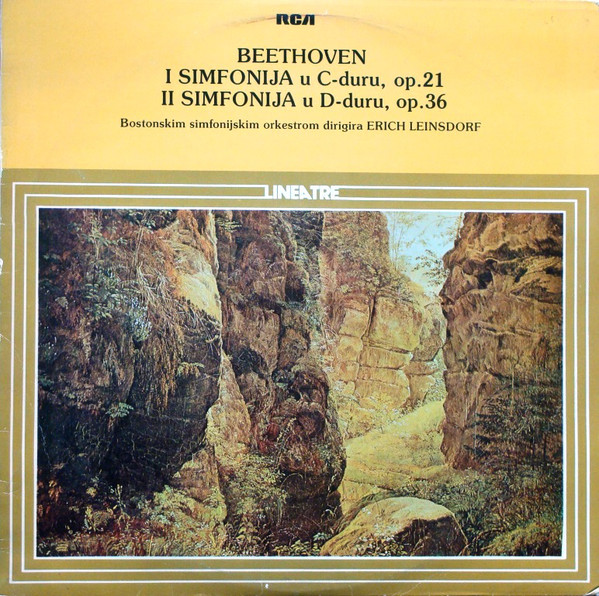 RCA
BEETHOVEN
I SIMFONIJA u C-duru, op.21
II SIMFONIJA u D-duru, op.36
Bostonskim simfonijskim orkestrom dirigira ERICH LEINSDORF
LINEATRE